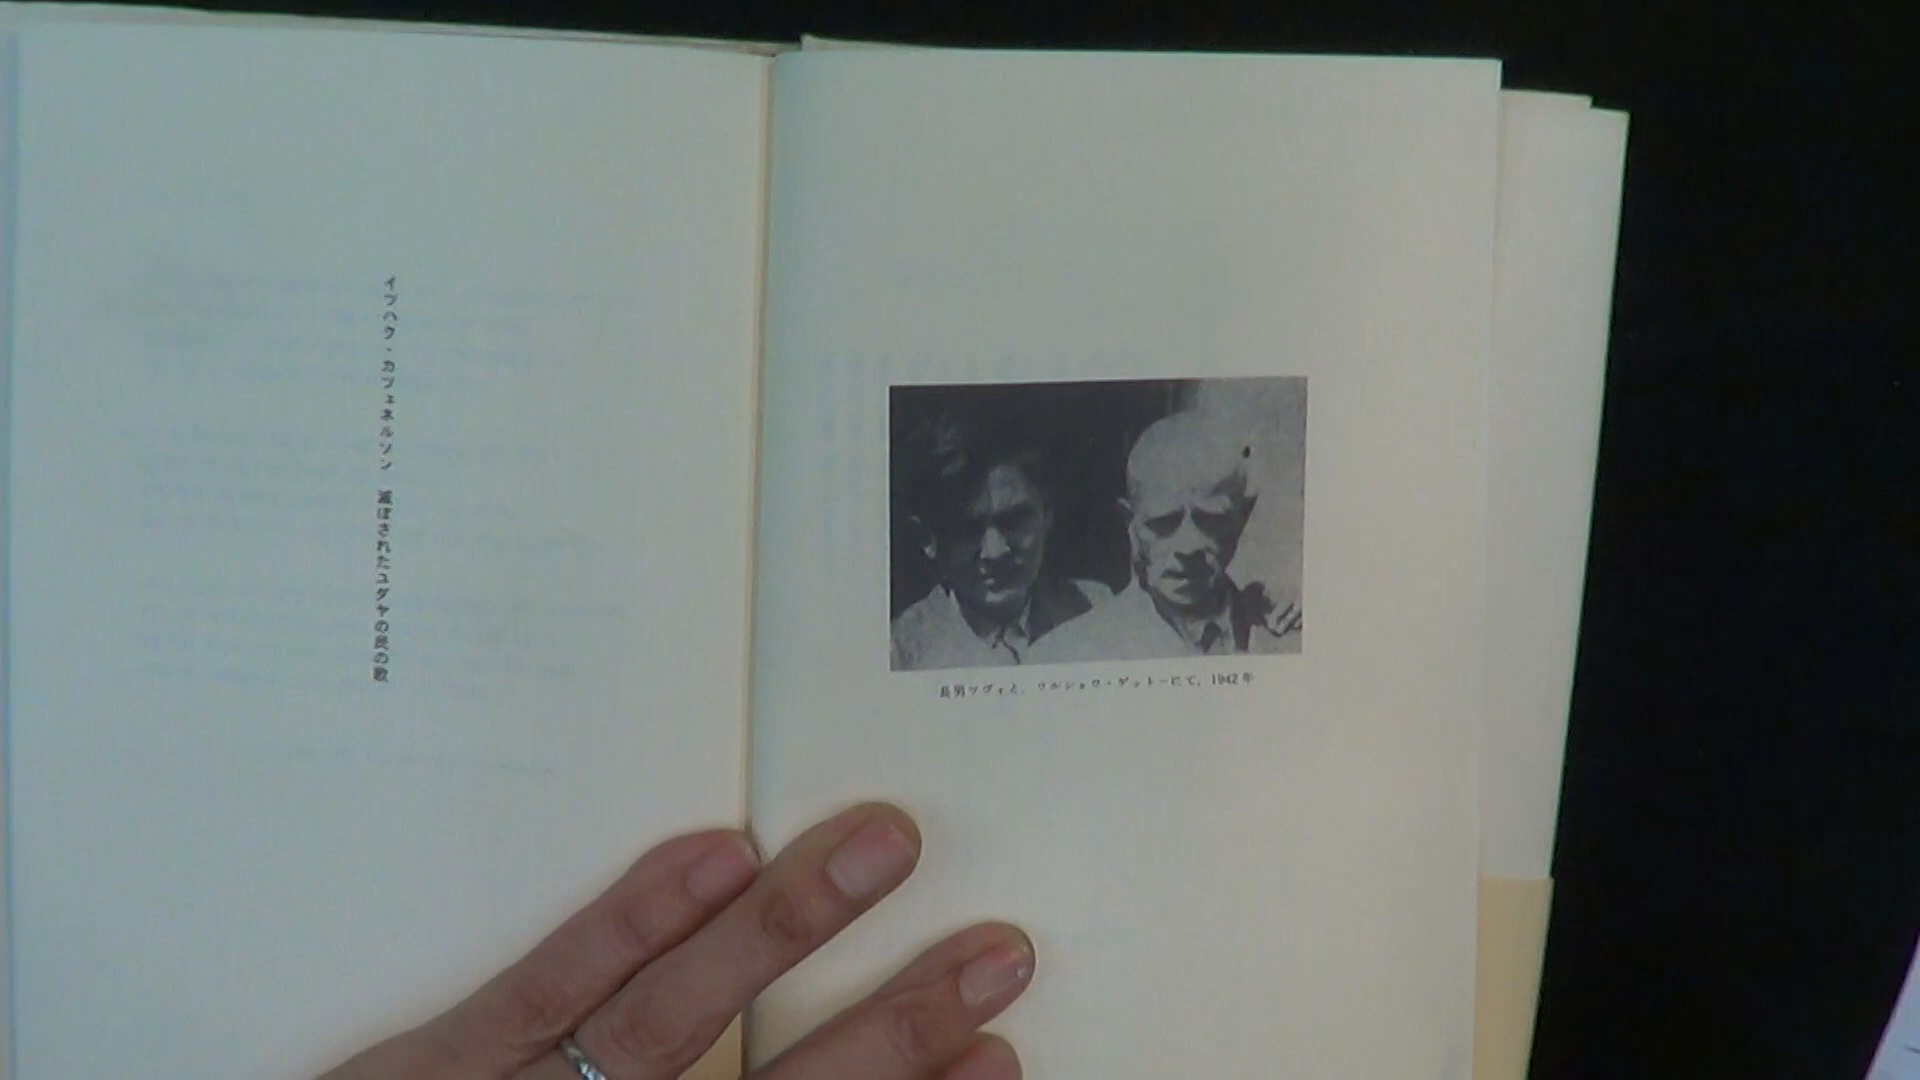 イツハク・カツェネルソン 滅ぼされたユダヤの民の歌
長男ツヴィと、ワルシャワ・ゲットーにて、1942年